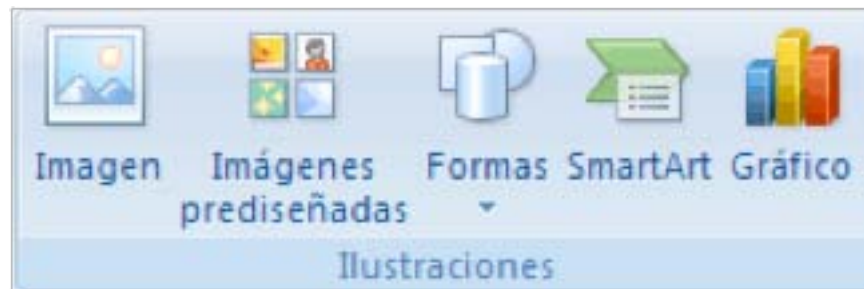 Imagen Imágenes prediseñadas Formas SmartArt Gráfico
Ilustraciones